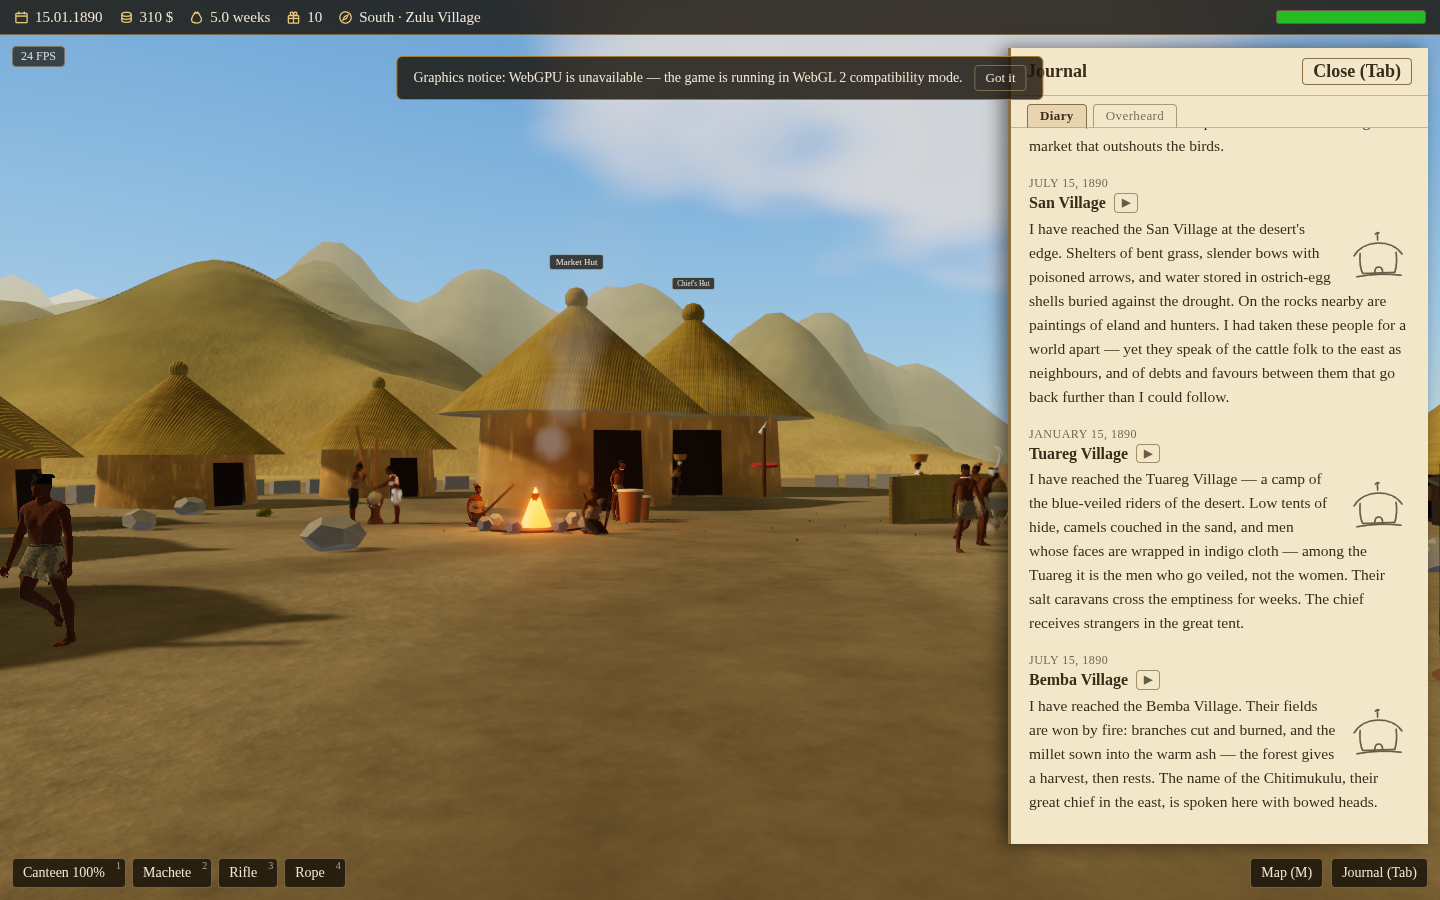 15.01.1890 310 $ 5.0 weeks 10 South · Zulu Village
24 FPS
Graphics notice: WebGPU is unavailable — the game is running in WebGL 2 compatibility mode. Got it
Market Hut
Chief's Hut
Journal Close (Tab)
Diary Overheard
market that outshouts the birds.
JULY 15, 1890
San Village
I have reached the San Village at the desert's
edge. Shelters of bent grass, slender bows with
poisoned arrows, and water stored in ostrich-egg
shells buried against the drought. On the rocks nearby are
paintings of eland and hunters. I had taken these people for a
world apart — yet they speak of the cattle folk to the east as
neighbours, and of debts and favours between them that go
back further than I could follow.
JANUARY 15, 1890
Tuareg Village
I have reached the Tuareg Village — a camp of
the blue-veiled riders of the desert. Low tents of
hide, camels couched in the sand, and men
whose faces are wrapped in indigo cloth — among the
Tuareg it is the men who go veiled, not the women. Their
salt caravans cross the emptiness for weeks. The chief
receives strangers in the great tent.
JULY 15, 1890
Bemba Village
I have reached the Bemba Village. Their fields
are won by fire: branches cut and burned, and the
millet sown into the warm ash — the forest gives
a harvest, then rests. The name of the Chitimukulu, their
great chief in the east, is spoken here with bowed heads.
Canteen 100% 1 Machete 2 Rifle 3 Rope 4
Map (M) Journal (Tab)